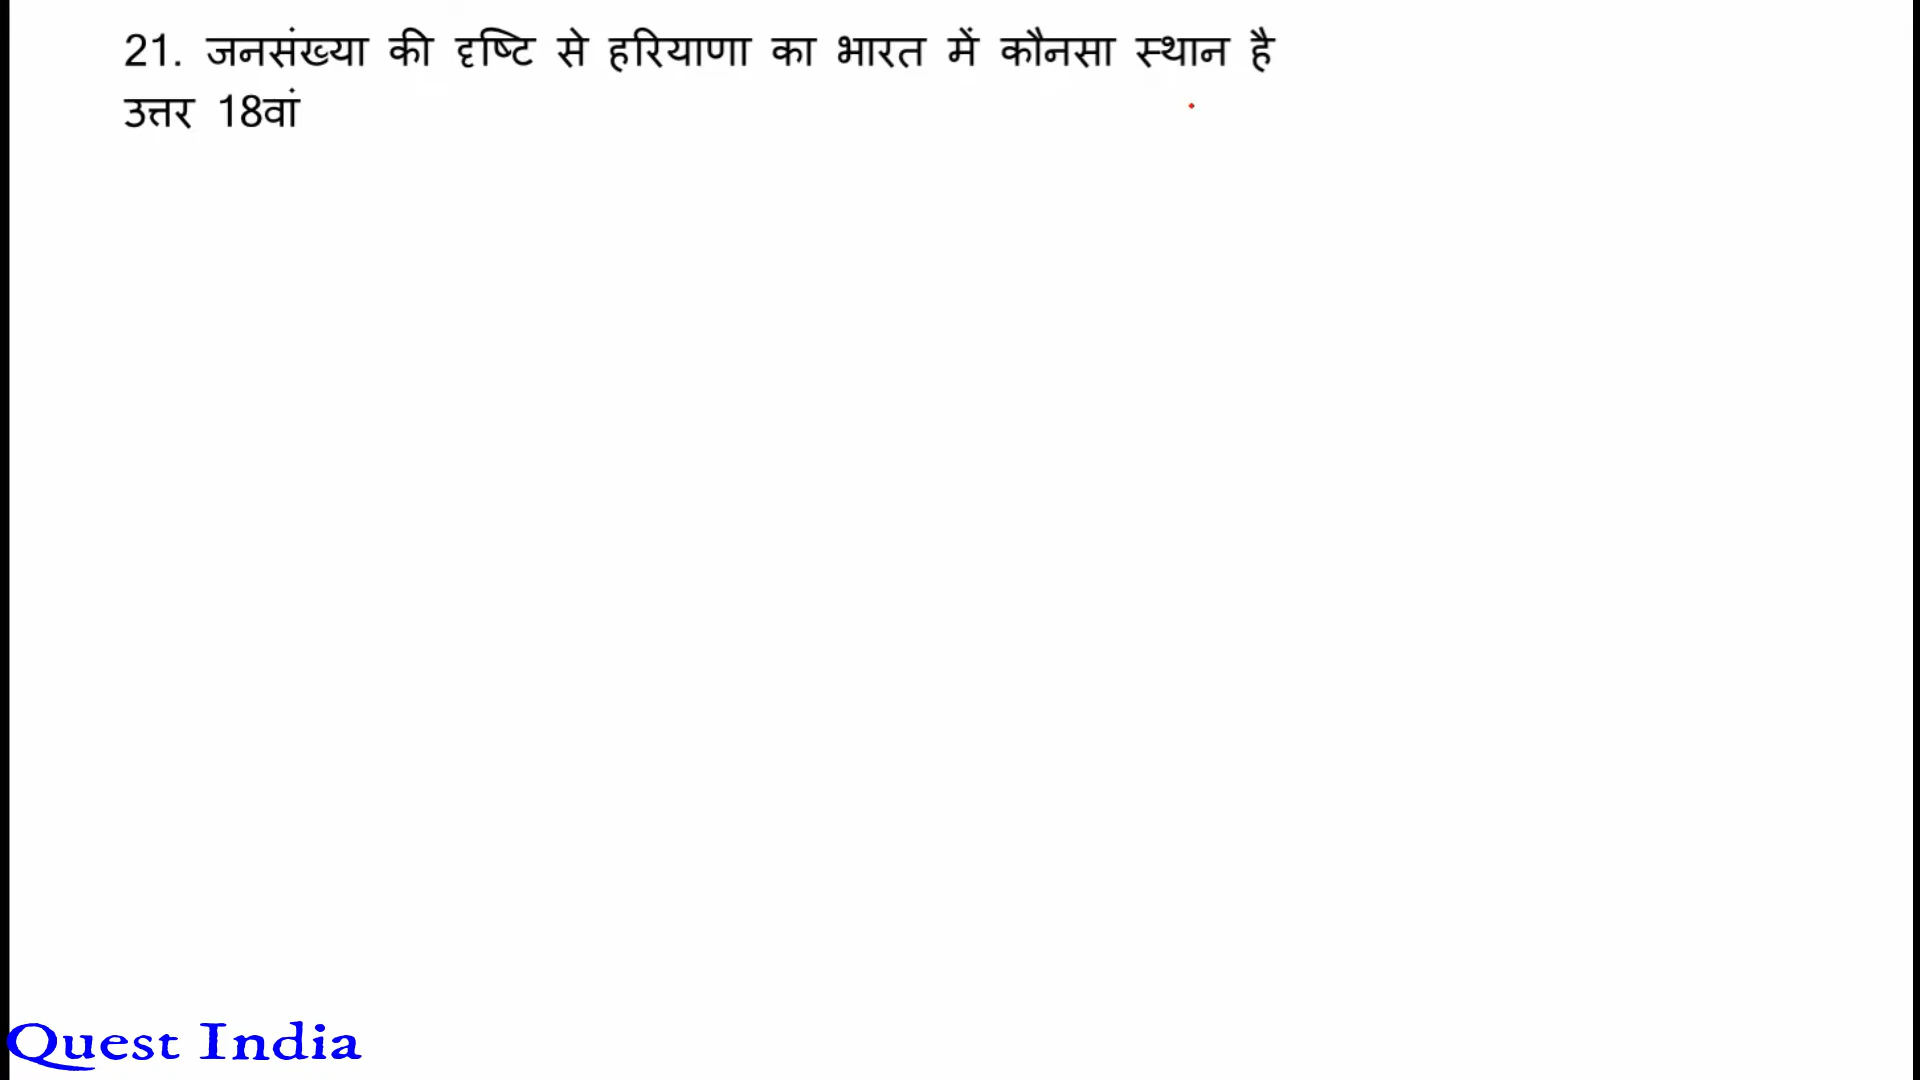 21. जनसंख्या की दृष्टि से हरियाणा का भारत में कौनसा स्थान है
उत्तर 18वां
Quest India